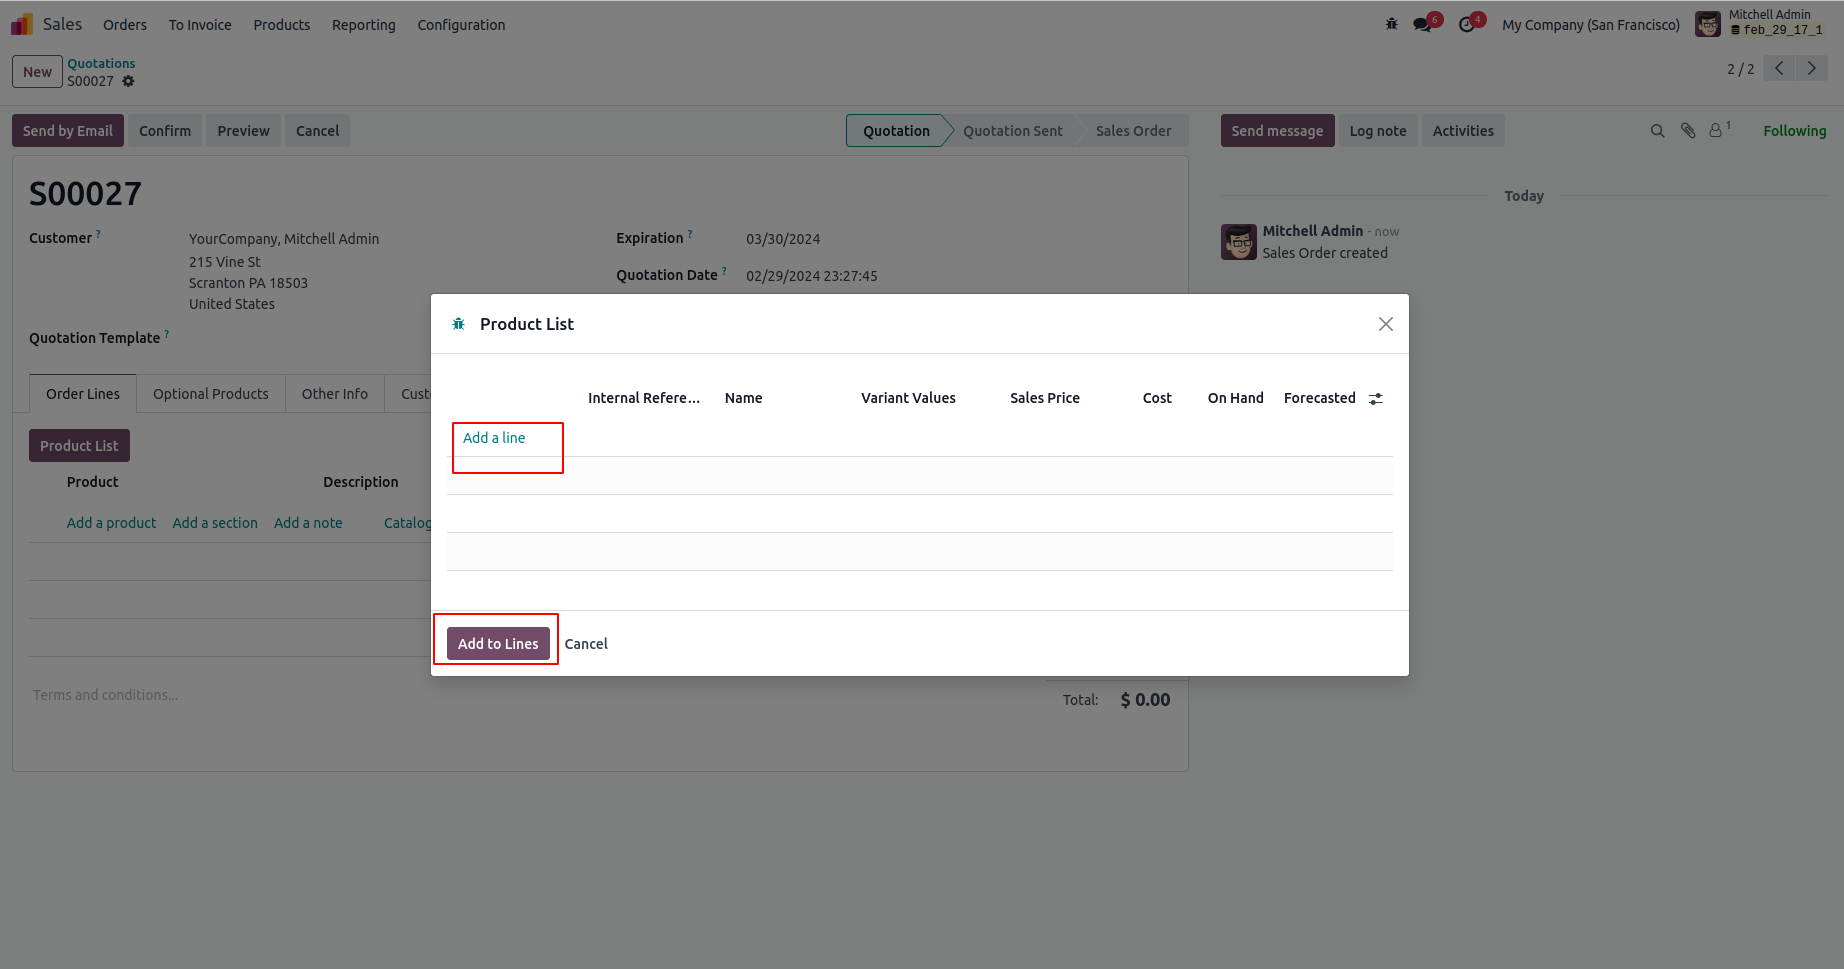 Sales Orders To Invoice Products Reporting Configuration 6 4 My Company (San Francisco) Mitchell Admin
feb_29_17_1
New Quotations
S00027
2 / 2
Send by Email Confirm Preview Cancel Quotation Quotation Sent Sales Order Send message Log note Activities 1 Following
S00027
Today
Customer ? YourCompany, Mitchell Admin
215 Vine St
Scranton PA 18503
United States
Expiration ? 03/30/2024
Quotation Date ? 02/29/2024 23:27:45
Mitchell Admin - now
Sales Order created
Quotation Template ?
Order Lines Optional Products Other Info Cust
Product List
Product Description
Add a product Add a section Add a note Catalog
Terms and conditions...
Total: $ 0.00
Product List
Internal Refere... Name Variant Values Sales Price Cost On Hand Forecasted
Add a line
Add to Lines Cancel